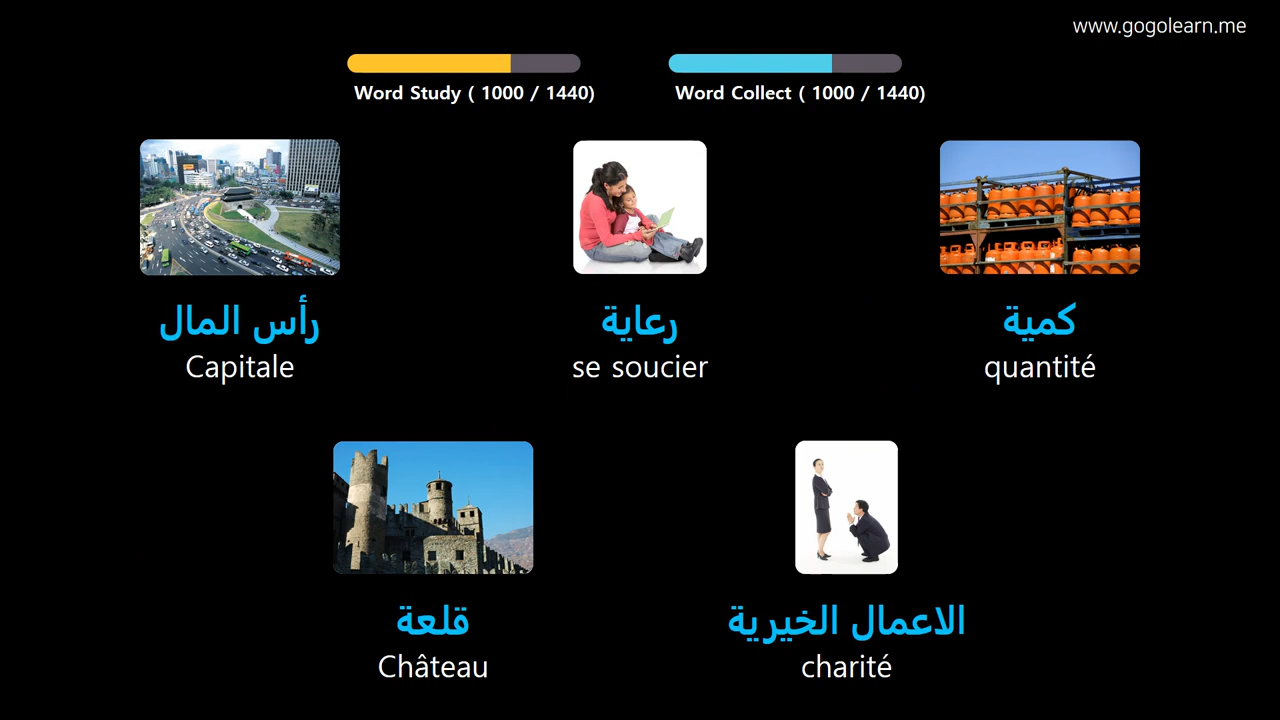 www.gogolearn.me
Word Study ( 1000 / 1440)
Word Collect ( 1000 / 1440)
رأس المال
Capitale
رعاية
se soucier
كمية
quantité
قلعة
Château
الاعمال الخيرية
charité